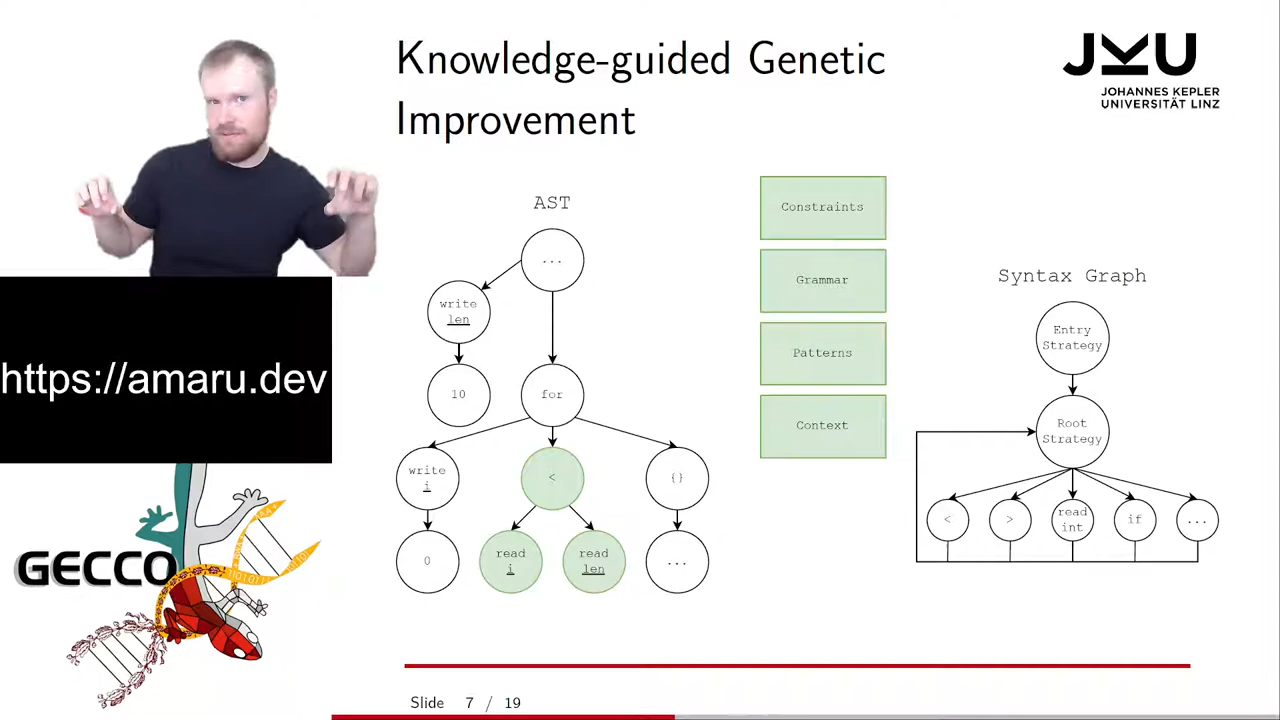 Knowledge-guided Genetic
Improvement
JKU
JOHANNES KEPLER
UNIVERSITÄT LINZ
https://amaru.dev
GECCO
AST
...
write
len
10
for
write
i
<
{}
0
read
i
read
len
...
Constraints
Grammar
Patterns
Context
Syntax Graph
Entry
Strategy
Root
Strategy
<
>
read
int
if
...
Slide 7 / 19